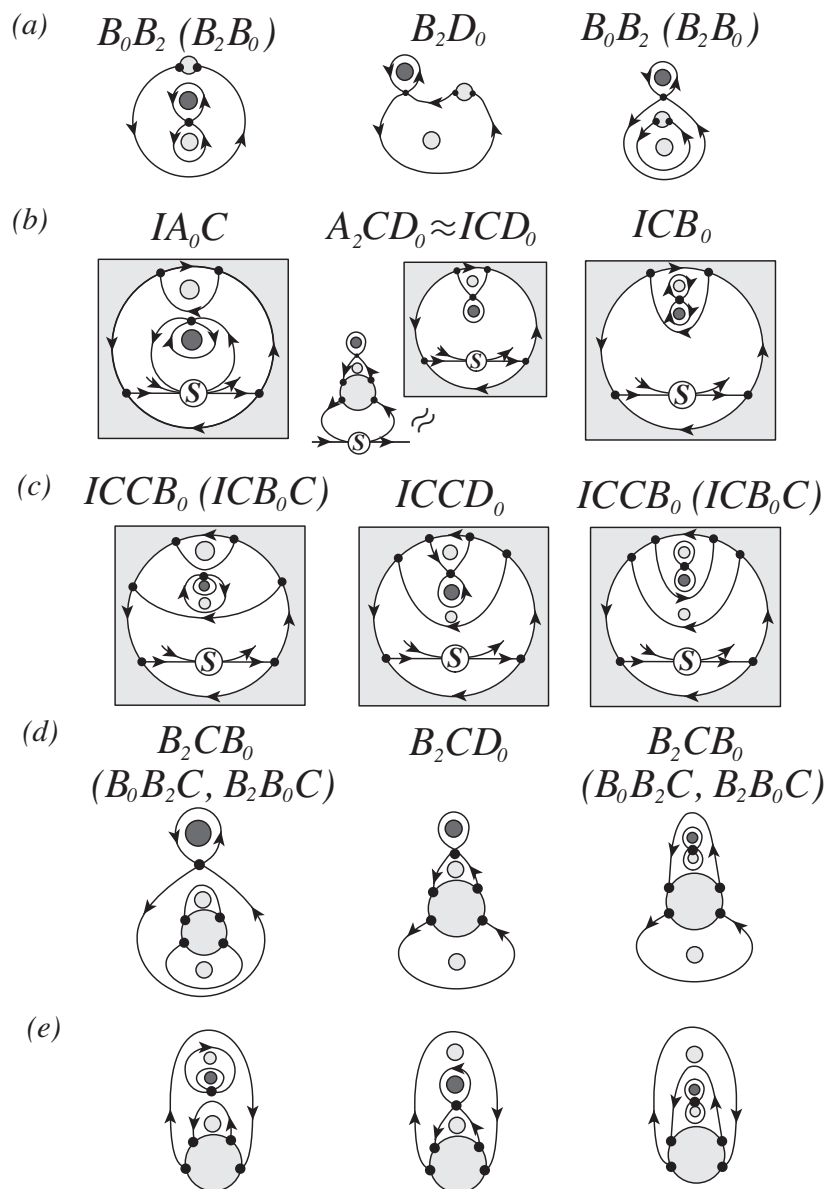 (a)
B₀B₂ (B₂B₀) B₂D₀ B₀B₂ (B₂B₀)
(b)
IA₀C A₂CD₀≈ICD₀ ICB₀
S S S S
(c)
ICCB₀ (ICB₀C) ICCD₀ ICCB₀ (ICB₀C)
S S S
(d)
B₂CB₀ B₂CD₀ B₂CB₀
(B₀B₂C, B₂B₀C) (B₀B₂C, B₂B₀C)
(e)